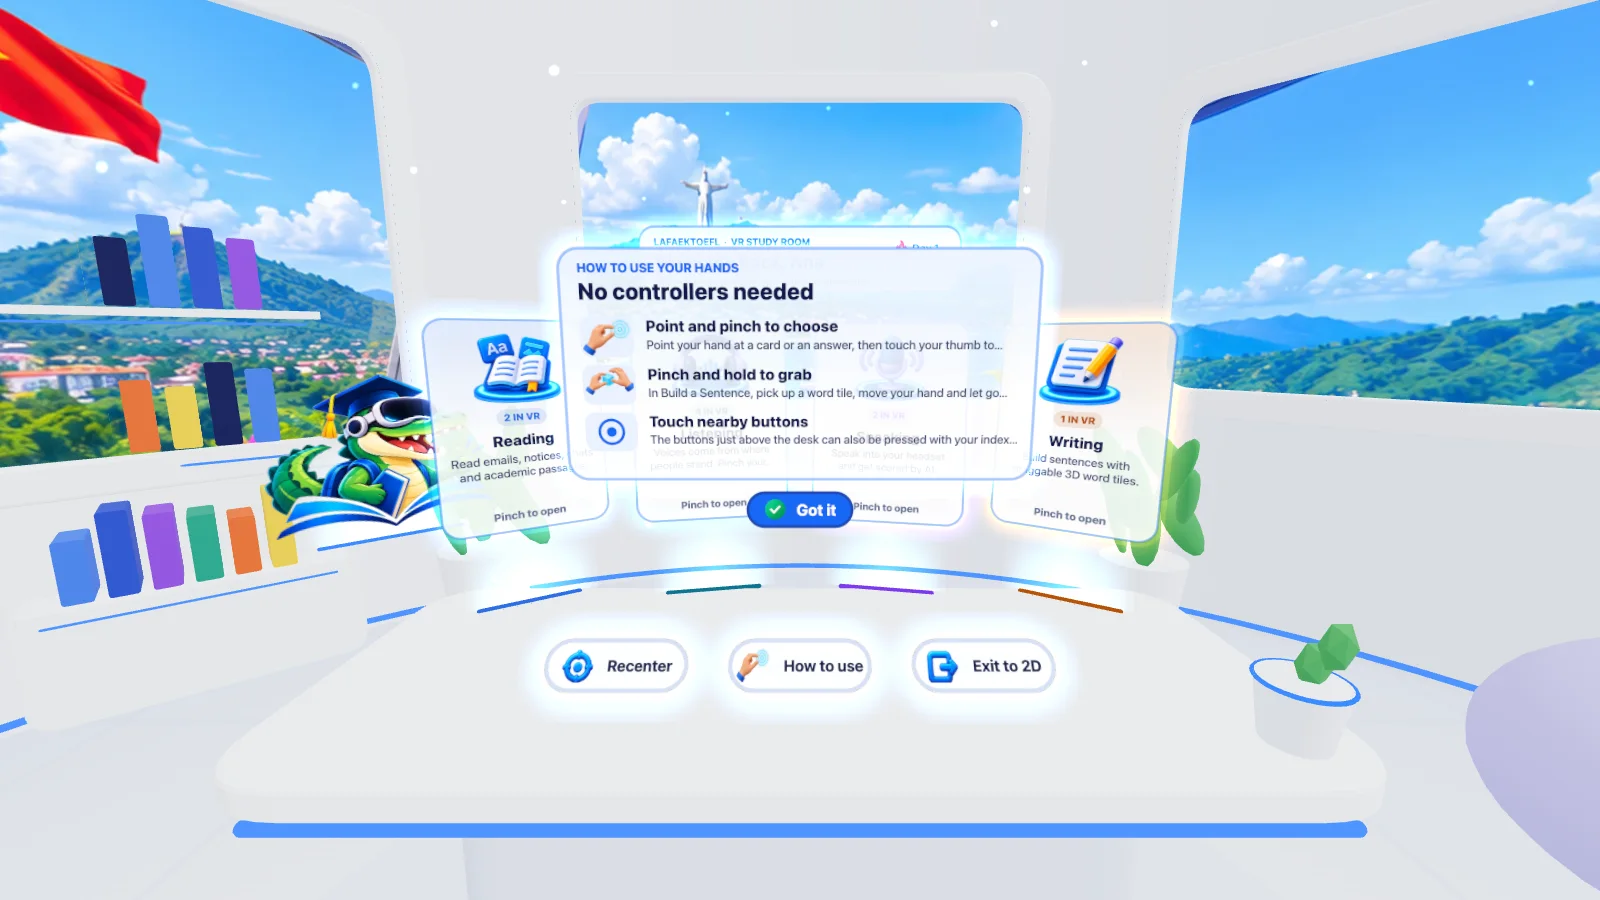 LAFAEKTOEFL · VR STUDY ROOM
HOW TO USE YOUR HANDS
No controllers needed
Point and pinch to choose
Point your hand at a card or an answer, then touch your thumb to...
Pinch and hold to grab
In Build a Sentence, pick up a word tile, move your hand and let go...
Touch nearby buttons
The buttons just above the desk can also be pressed with your index...
Got it
Aa
2 IN VR
Reading
Read emails, notices,
and academic
Pinch to open
Pinch to open
Pinch to open
1 IN VR
Writing
sentences with
3D word tiles.
Pinch to open
Recenter
How to use
Exit to 2D